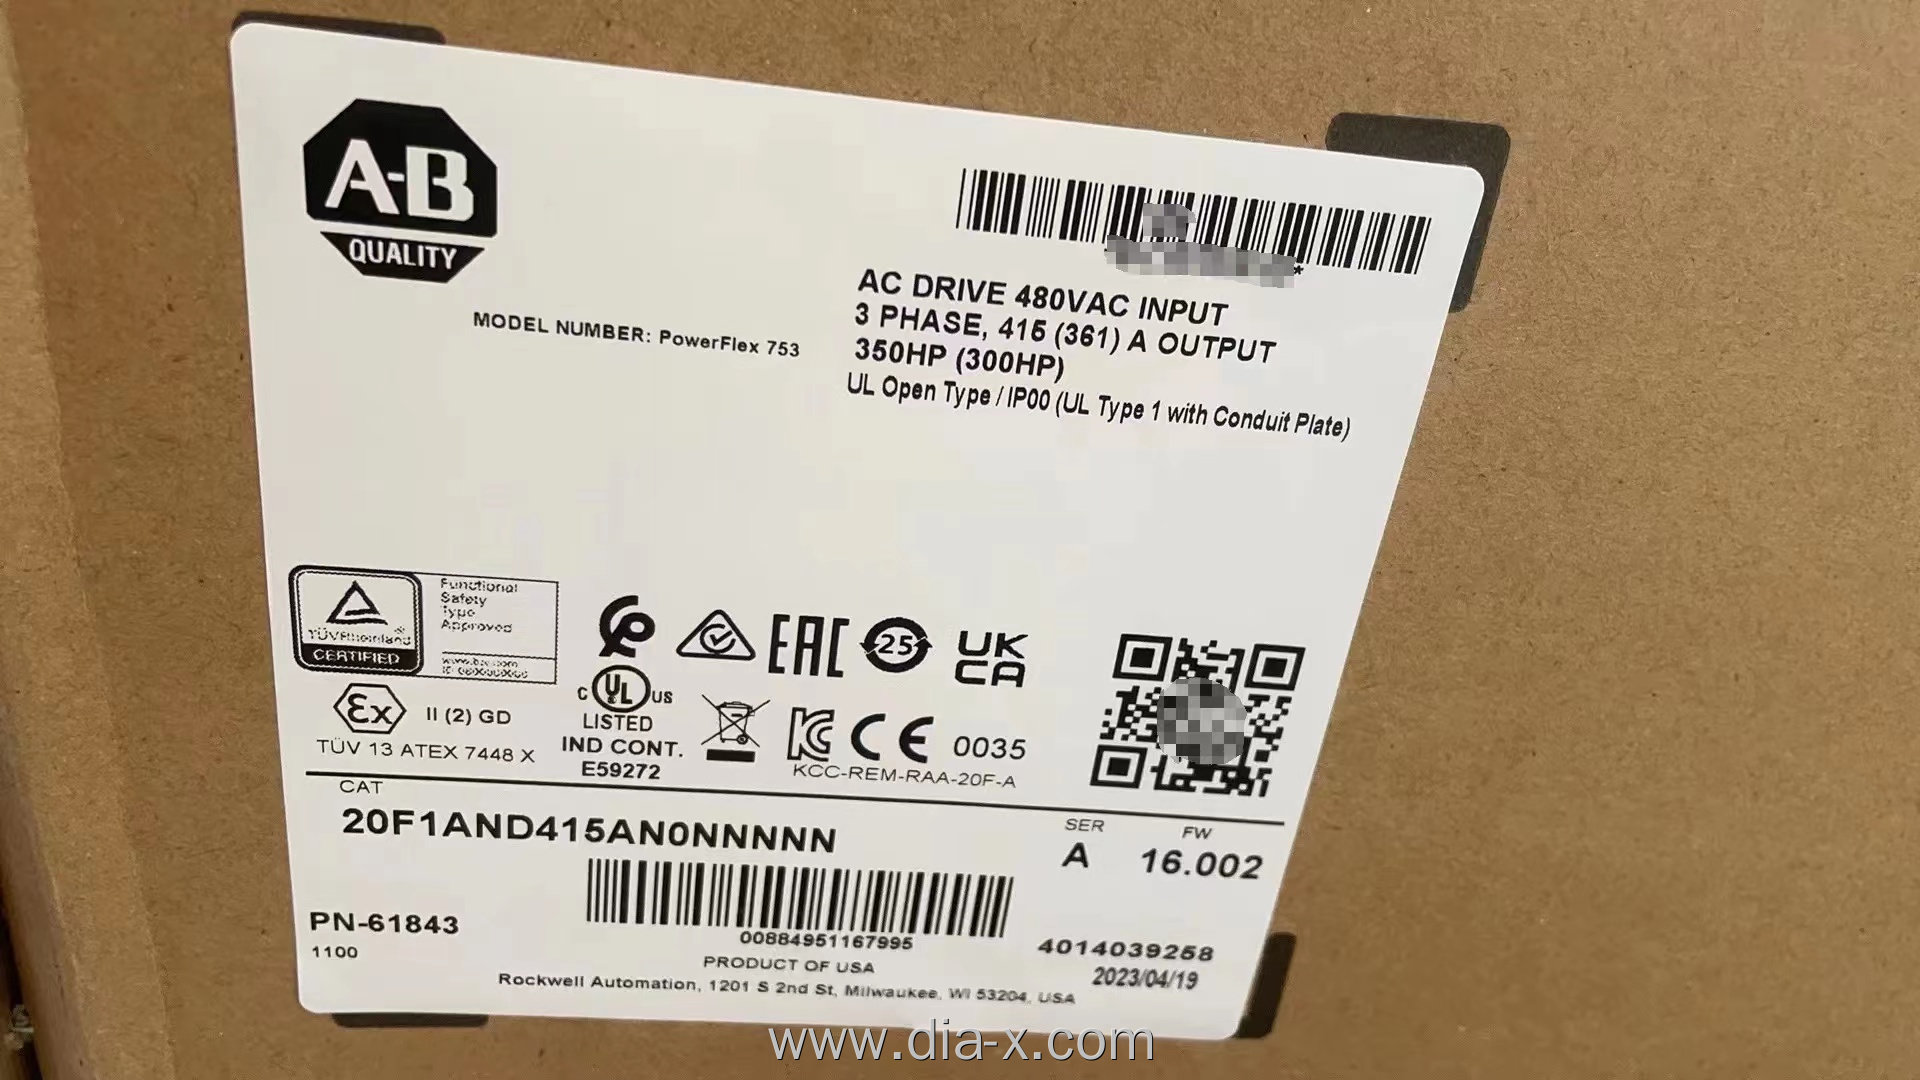 A-B
QUALITY
*
MODEL NUMBER: PowerFlex 753
AC DRIVE 480VAC INPUT
3 PHASE, 415 (361) A OUTPUT
350HP (300HP)
UL Open Type / IP00 (UL Type 1 with Conduit Plate)
TÜVRheinland
CERTIFIED
Functional
Safety
Type
Approved
EAC
25
UK
CA
Ex II (2) GD
TÜV 13 ATEX 7448 X
C UL US
LISTED
IND CONT.
E59272
CE 0035
KCC-REM-RAA-20F-A
CAT
20F1AND415AN0NNNNN
SER
A
FW
16.002
PN-61843
1100
00884951167995
PRODUCT OF USA
Rockwell Automation, 1201 S 2nd St, Milwaukee, WI 53204, USA
4014039258
2023/04/19
www.dia-x.com